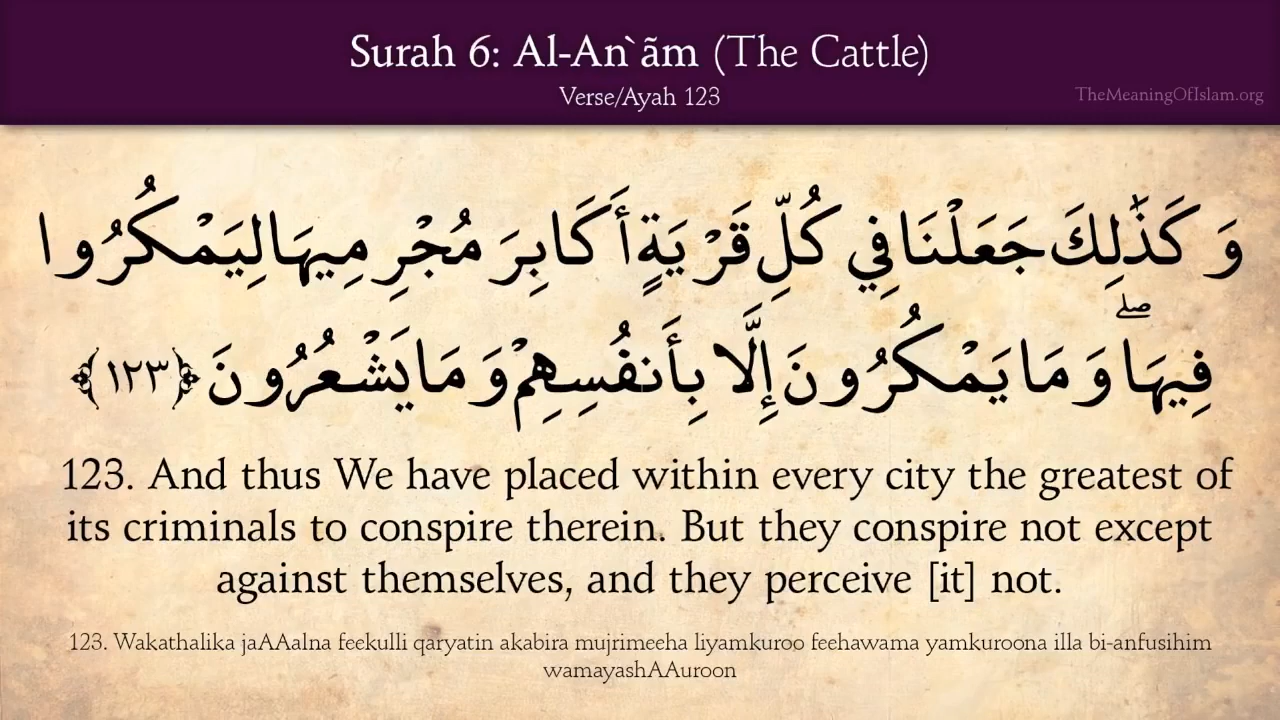 Surah 6: Al-An`ãm (The Cattle)
Verse/Ayah 123
TheMeaningOfIslam.org
وَكَذَٰلِكَ جَعَلْنَا فِي كُلِّ قَرْيَةٍ أَكَابِرَ مُجْرِمِيهَا لِيَمْكُرُوا
فِيهَا ۖ وَمَا يَمْكُرُونَ إِلَّا بِأَنفُسِهِمْ وَمَا يَشْعُرُونَ ﴿١٢٣﴾
123. And thus We have placed within every city the greatest of
its criminals to conspire therein. But they conspire not except
against themselves, and they perceive [it] not.
123. Wakathalika jaAAalna feekulli qaryatin akabira mujrimeeha liyamkuroo feehawama yamkuroona illa bi-anfusihim
wamayashAAuroon